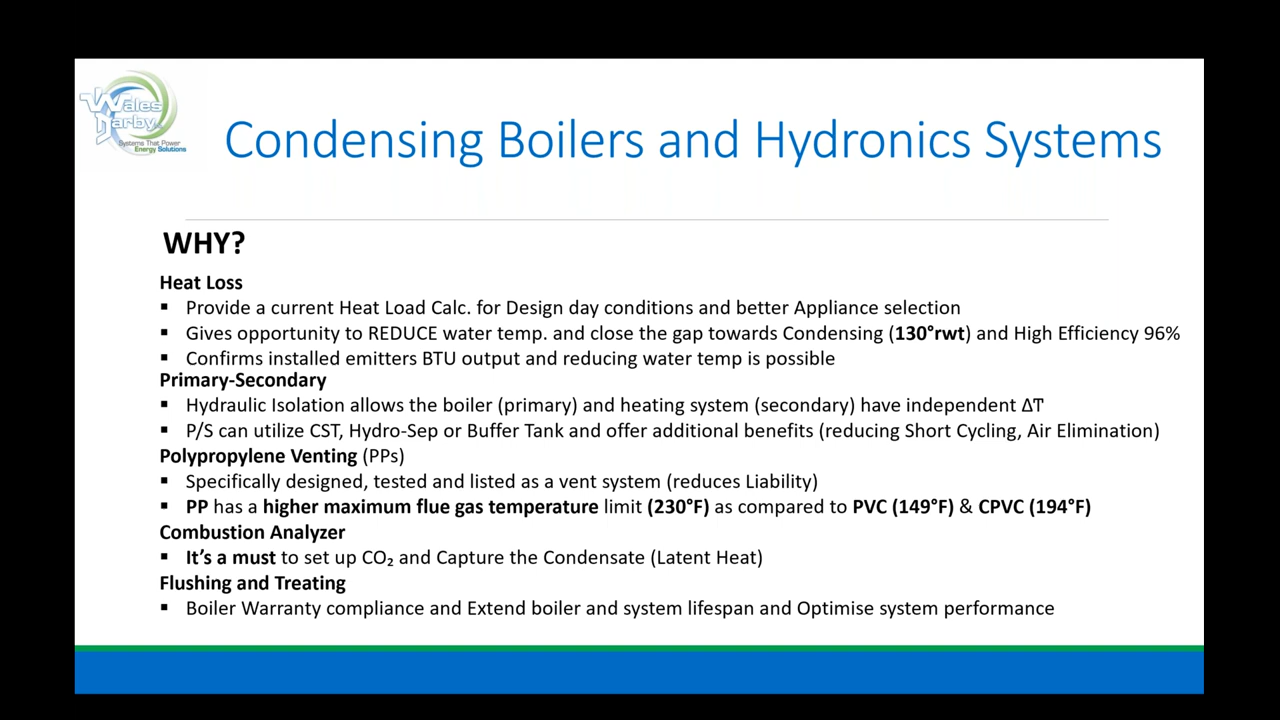 Wales Darby
Systems That Power
Energy Solutions
Condensing Boilers and Hydronics Systems
WHY?
Heat Loss
▪ Provide a current Heat Load Calc. for Design day conditions and better Appliance selection
▪ Gives opportunity to REDUCE water temp. and close the gap towards Condensing (130°rwt) and High Efficiency 96%
▪ Confirms installed emitters BTU output and reducing water temp is possible
Primary-Secondary
▪ Hydraulic Isolation allows the boiler (primary) and heating system (secondary) have independent ΔT
▪ P/S can utilize CST, Hydro-Sep or Buffer Tank and offer additional benefits (reducing Short Cycling, Air Elimination)
Polypropylene Venting (PPs)
▪ Specifically designed, tested and listed as a vent system (reduces Liability)
▪ PP has a higher maximum flue gas temperature limit (230°F) as compared to PVC (149°F) & CPVC (194°F)
Combustion Analyzer
▪ It's a must to set up CO₂ and Capture the Condensate (Latent Heat)
Flushing and Treating
▪ Boiler Warranty compliance and Extend boiler and system lifespan and Optimise system performance